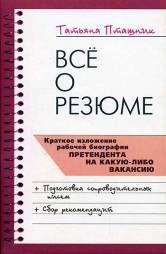 Татьяна Пташник
ВСЁ
О
РЕЗЮМЕ
Краткое изложение
рабочей биографии
ПРЕТЕНДЕНТА
НА КАКУЮ-ЛИБО
ВАКАНСИЮ
+ Подготовка сопроводительных
писем
+ Сбор рекомендаций